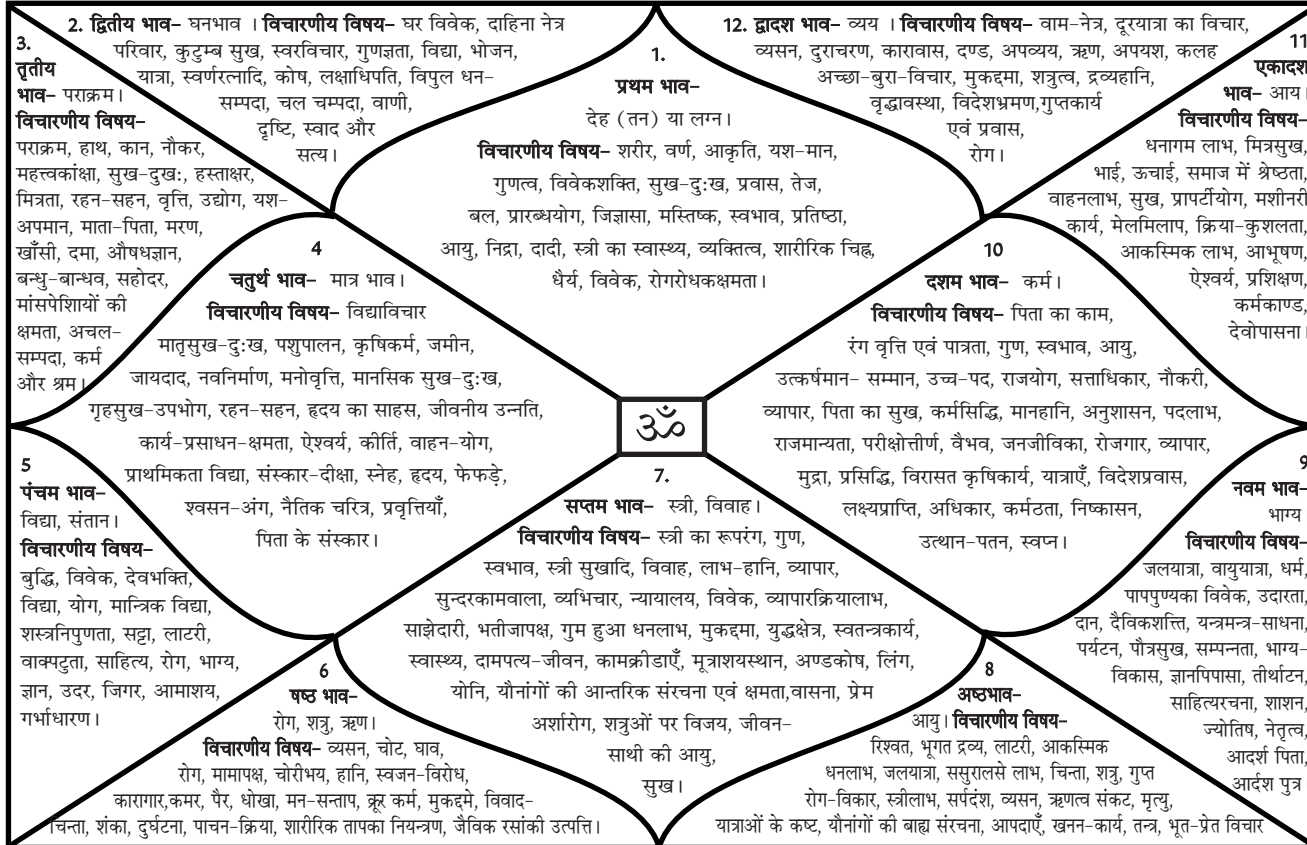 2. द्वितीय भाव– घनभाव । विचारणीय विषय– घर विवेक, दाहिना नेत्र
परिवार, कुटुम्ब सुख, स्वरविचार, गुणज्ञता, विद्या, भोजन,
यात्रा, स्वर्णरत्नादि, कोष, लक्षाधिपति, विपुल धन–
सम्पदा, चल चम्पदा, वाणी,
दृष्टि, स्वाद और
सत्य।
12. द्वादश भाव– व्यय । विचारणीय विषय– वाम–नेत्र, दूरयात्रा का विचार,
व्यसन, दुराचरण, कारावास, दण्ड, अपव्यय, ऋण, अपयश, कलह
अच्छा–बुरा–विचार, मुकद्दमा, शत्रुत्व, द्रव्यहानि,
वृद्धावस्था, विदेशभ्रमण,गुप्तकार्य
एवं प्रवास,
रोग।
3.
तृतीय
भाव– पराक्रम।
विचारणीय विषय–
पराक्रम, हाथ, कान, नौकर,
महत्त्वकांक्षा, सुख–दुखः, हस्ताक्षर,
मित्रता, रहन–सहन, वृत्ति, उद्योग, यश–
अपमान, माता–पिता, मरण,
खाँसी, दमा, औषधज्ञान,
बन्धु–बान्धव, सहोदर,
मांसपेशिायों की
क्षमता, अचल–
सम्पदा, कर्म
और श्रम।
1.
प्रथम भाव–
देह (तन) या लग्न।
विचारणीय विषय– शरीर, वर्ण, आकृति, यश–मान,
गुणत्व, विवेकशक्ति, सुख–दुःख, प्रवास, तेज,
बल, प्रारब्धयोग, जिज्ञासा, मस्तिष्क, स्वभाव, प्रतिष्ठा,
आयु, निद्रा, दादी, स्त्री का स्वास्थ्य, व्यक्तित्व, शारीरिक चिह्न,
धैर्य, विवेक, रोगरोधकक्षमता।
11
एकादश
भाव– आय।
विचारणीय विषय–
धनागम लाभ, मित्रसुख,
भाई, ऊचाई, समाज में श्रेष्ठता,
वाहनलाभ, सुख, प्रापर्टीयोग, मशीनरी
कार्य, मेलमिलाप, क्रिया–कुशलता,
आकस्मिक लाभ, आभूषण,
ऐश्वर्य, प्रशिक्षण,
कर्मकाण्ड,
देवोपासना।
4
चतुर्थ भाव– मात्र भाव।
विचारणीय विषय– विद्याविचार
मातृसुख–दुःख, पशुपालन, कृषिकर्म, जमीन,
जायदाद, नवनिर्माण, मनोवृत्ति, मानसिक सुख–दुःख,
गृहसुख–उपभोग, रहन–सहन, हृदय का साहस, जीवनीय उन्नति,
कार्य–प्रसाधन–क्षमता, ऐश्वर्य, कीर्ति, वाहन–योग,
प्राथमिकता विद्या, संस्कार–दीक्षा, स्नेह, हृदय, फेफड़े,
श्वसन–अंग, नैतिक चरित्र, प्रवृत्तियाँ,
पिता के संस्कार।
10
दशम भाव– कर्म।
विचारणीय विषय– पिता का काम,
रंग वृत्ति एवं पात्रता, गुण, स्वभाव, आयु,
उत्कर्षमान– सम्मान, उच्च–पद, राजयोग, सत्ताधिकार, नौकरी,
व्यापार, पिता का सुख, कर्मसिद्धि, मानहानि, अनुशासन, पदलाभ,
राजमान्यता, परीक्षोत्तीर्ण, वैभव, जनजीविका, रोजगार, व्यापार,
मुद्रा, प्रसिद्धि, विरासत कृषिकार्य, यात्राएँ, विदेशप्रवास,
लक्ष्यप्राप्ति, अधिकार, कर्मठता, निष्कासन,
उत्थान–पतन, स्वप्न।
ॐ
5
पंचम भाव–
विद्या, संतान।
विचारणीय विषय–
बुद्धि, विवेक, देवभक्ति,
विद्या, योग, मान्त्रिक विद्या,
शस्त्रनिपुणता, सट्टा, लाटरी,
वाक्पटुता, साहित्य, रोग, भाग्य,
ज्ञान, उदर, जिगर, आमाशय,
गर्भाधारण।
7.
सप्तम भाव– स्त्री, विवाह।
विचारणीय विषय– स्त्री का रूपरंग, गुण,
स्वभाव, स्त्री सुखादि, विवाह, लाभ–हानि, व्यापार,
सुन्दरकामवाला, व्यभिचार, न्यायालय, विवेक, व्यापारक्रियालाभ,
साझेदारी, भतीजापक्ष, गुम हुआ धनलाभ, मुकद्दमा, युद्धक्षेत्र, स्वतन्त्रकार्य,
स्वास्थ्य, दामपत्य–जीवन, कामक्रीडाएँ, मूत्राशयस्थान, अण्डकोष, लिंग,
योनि, यौनांगों की आन्तरिक संरचना एवं क्षमता,वासना, प्रेम
अर्शारोग, शत्रुओं पर विजय, जीवन–
साथी की आयु,
सुख।
9
नवम भाव–
भाग्य
विचारणीय विषय–
जलयात्रा, वायुयात्रा, धर्म,
पापपुण्यका विवेक, उदारता,
दान, दैविकशत्ति, यन्त्रमन्त्र–साधना,
पर्यटन, पौत्रसुख, सम्पन्नता, भाग्य–
विकास, ज्ञानपिपासा, तीर्थाटन,
साहित्यरचना, शाशन,
ज्योतिष, नेतृत्व,
आदर्श पिता,
आर्दश पुत्र
6
षष्ठ भाव–
रोग, शत्रु, ऋण।
विचारणीय विषय– व्यसन, चोट, घाव,
रोग, मामापक्ष, चोरीभय, हानि, स्वजन–विरोध,
कारागार,कमर, पैर, धोखा, मन–सन्ताप, क्रूर कर्म, मुकद्दमे, विवाद–
चिन्ता, शंका, दुर्घटना, पाचन–क्रिया, शारीरिक तापका नियन्त्रण, जैविक रसांकी उत्पत्ति।
8
अष्ठभाव–
आयु। विचारणीय विषय–
रिश्वत, भूगत द्रव्य, लाटरी, आकस्मिक
धनलाभ, जलयात्रा, ससुरालसे लाभ, चिन्ता, शत्रु, गुप्त
रोग–विकार, स्त्रीलाभ, सर्पदंश, व्यसन, ऋणत्व संकट, मृत्यु,
यात्राओं के कष्ट, यौनांगों की बाह्य संरचना, आपदाएँ, खनन–कार्य, तन्त्र, भूत–प्रेत विचार